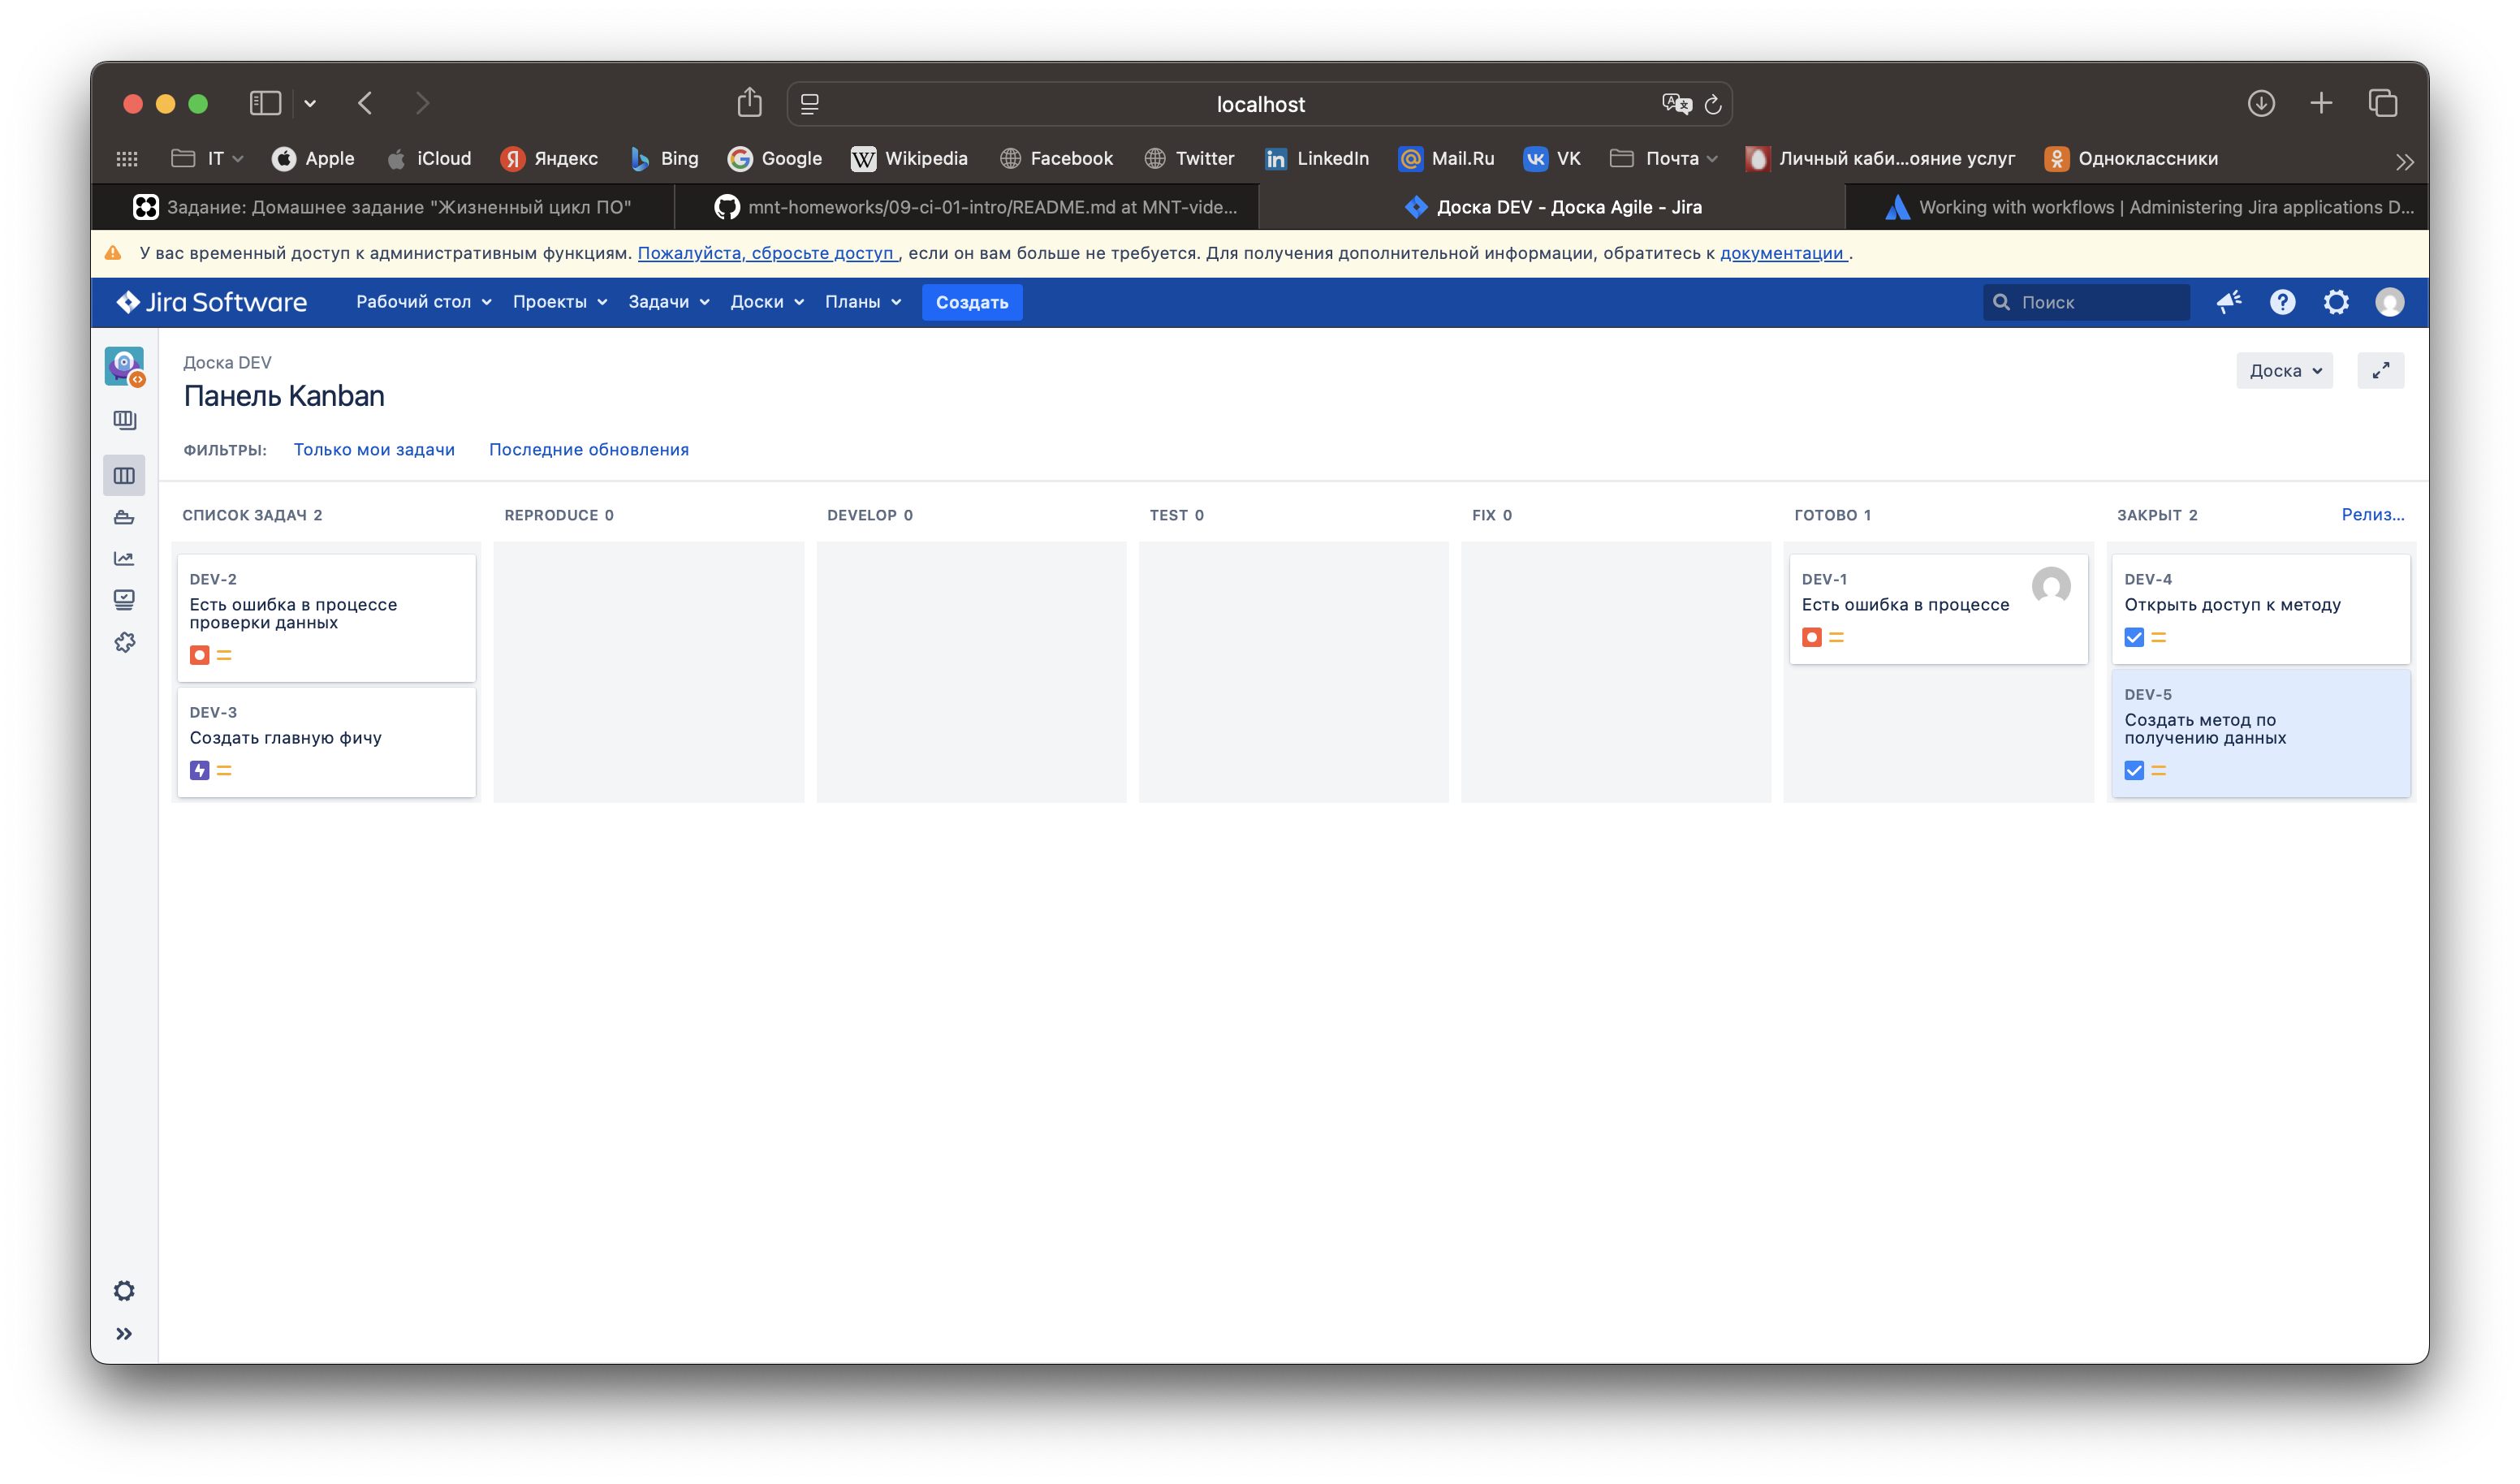 localhost
IT
Apple
iCloud
Яндекс
Bing
Google
Wikipedia
Facebook
Twitter
LinkedIn
Mail.Ru
VK
Почта
Личный каби...ояние услуг
Одноклассники
Задание: Домашнее задание "Жизненный цикл ПО"
mnt-homeworks/09-ci-01-intro/README.md at MNT-vide...
Доска DEV - Доска Agile - Jira
Working with workflows | Administering Jira applications D...
У вас временный доступ к административным функциям. Пожалуйста, сбросьте доступ , если он вам больше не требуется. Для получения дополнительной информации, обратитесь к документации .
Jira Software
Рабочий стол
Проекты
Задачи
Доски
Планы
Создать
Поиск
Доска DEV
Панель Kanban
Доска
ФИЛЬТРЫ:
Только мои задачи
Последние обновления
СПИСОК ЗАДАЧ 2
REPRODUCE 0
DEVELOP 0
TEST 0
FIX 0
ГОТОВО 1
ЗАКРЫТ 2
Релиз...
DEV-2
Есть ошибка в процессе
проверки данных
DEV-3
Создать главную фичу
DEV-1
Есть ошибка в процессе
DEV-4
Открыть доступ к методу
DEV-5
Создать метод по
получению данных